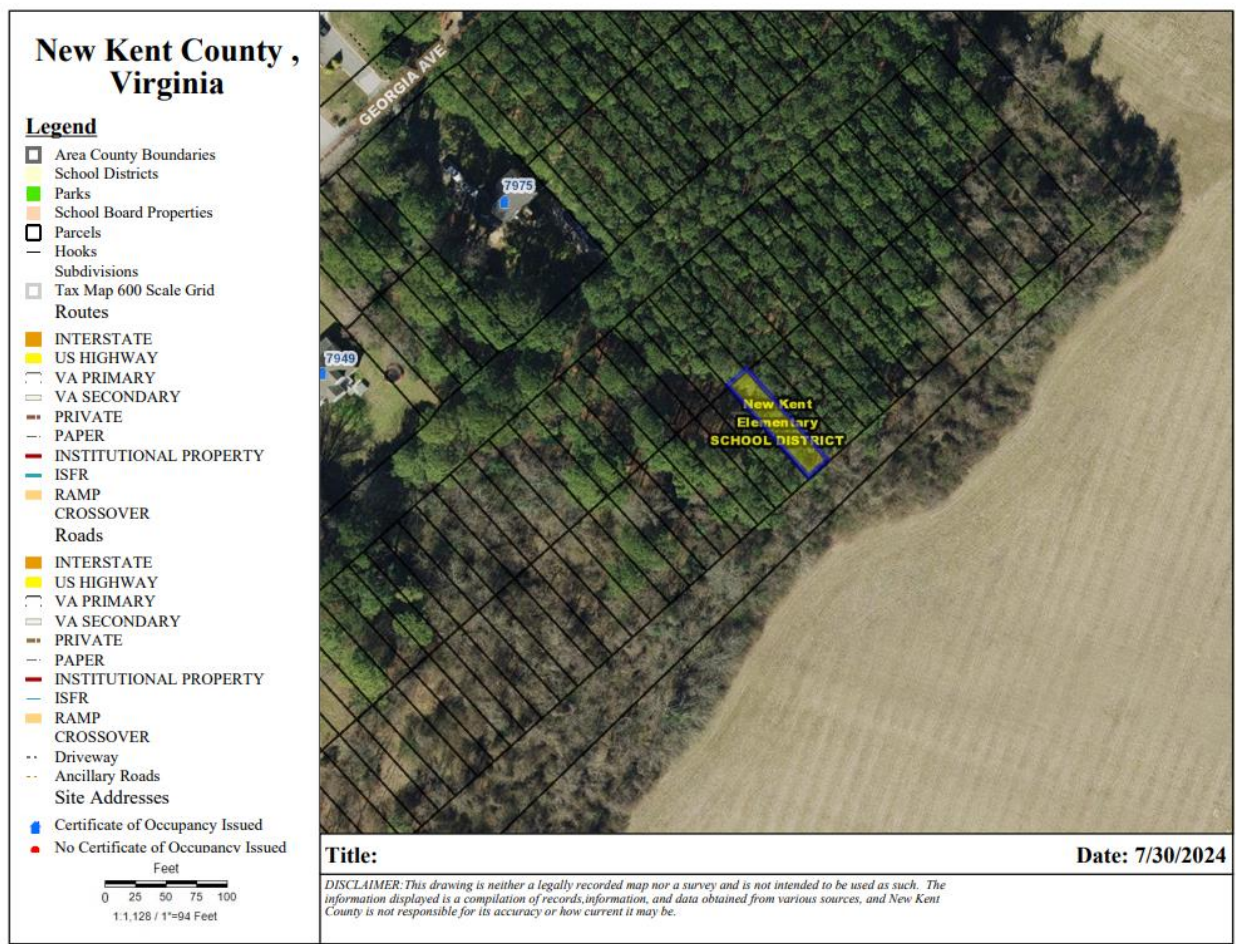 New Kent County ,
Virginia
Legend
Area County Boundaries
School Districts
Parks
School Board Properties
Parcels
Hooks
Subdivisions
Tax Map 600 Scale Grid
Routes
INTERSTATE
US HIGHWAY
VA PRIMARY
VA SECONDARY
PRIVATE
PAPER
INSTITUTIONAL PROPERTY
ISFR
RAMP
CROSSOVER
Roads
INTERSTATE
US HIGHWAY
VA PRIMARY
VA SECONDARY
PRIVATE
PAPER
INSTITUTIONAL PROPERTY
ISFR
RAMP
CROSSOVER
Driveway
Ancillary Roads
Site Addresses
Certificate of Occupancy Issued
No Certificate of Occupancy Issued
Feet
0 25 50 75 100
1:1,128 / 1"=94 Feet
GEORGIA AVE
7975
7949
New Kent
Elementary
SCHOOL DISTRICT
Title:
Date: 7/30/2024
DISCLAIMER:This drawing is neither a legally recorded map nor a survey and is not intended to be used as such. The
information displayed is a compilation of records,information, and data obtained from various sources, and New Kent
County is not responsible for its accuracy or how current it may be.